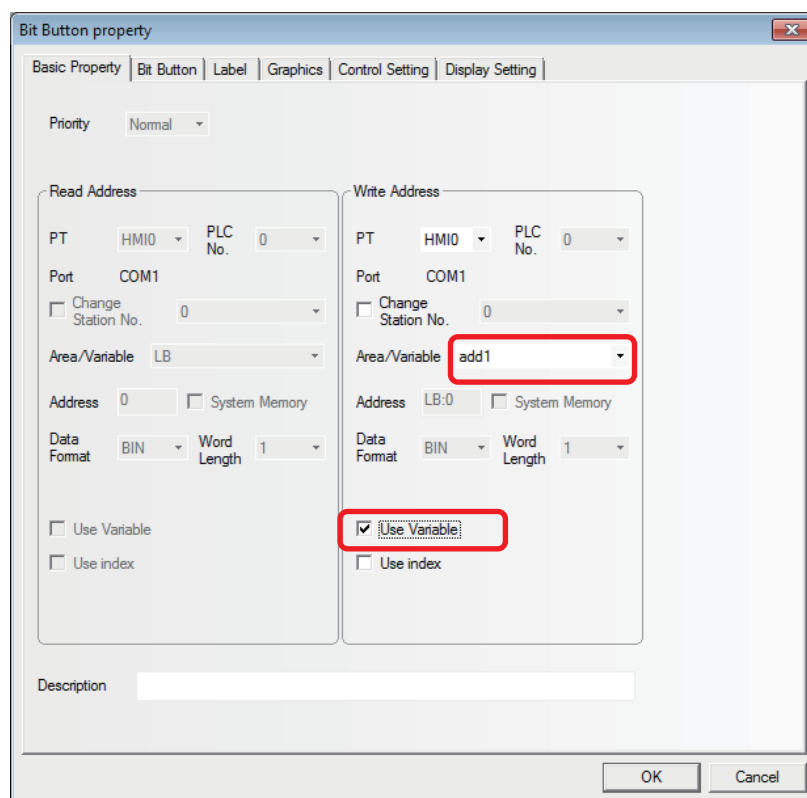 Bit Button property
Basic Property Bit Button Label Graphics Control Setting Display Setting
Priority Normal
Read Address
PT HMI0 PLC No. 0
Port COM1
Change Station No. 0
Area/Variable LB
Address 0 System Memory
Data Format BIN Word Length 1
Use Variable
Use index
Write Address
PT HMI0 PLC No. 0
Port COM1
Change Station No. 0
Area/Variable add1
Address LB:0 System Memory
Data Format BIN Word Length 1
Use Variable
Use index
Description
OK Cancel